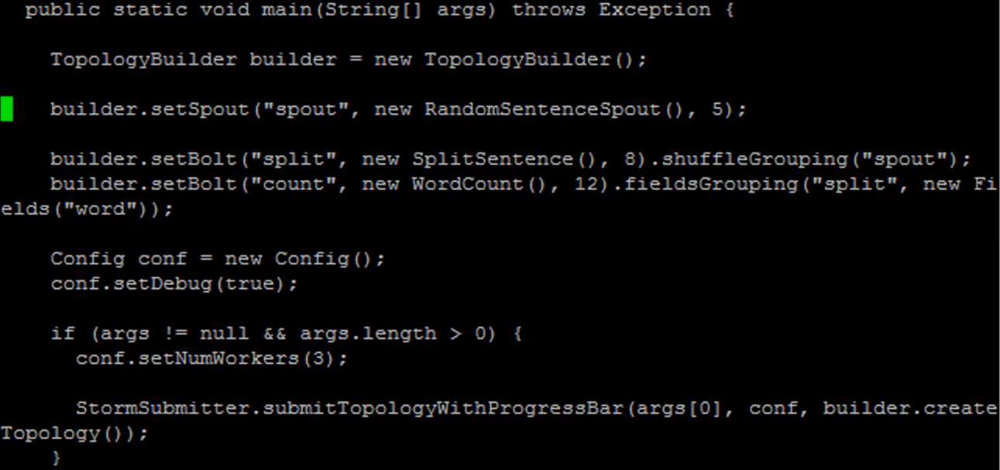 public static void main(String[] args) throws Exception {
TopologyBuilder builder = new TopologyBuilder();
builder.setSpout("spout", new RandomSentenceSpout(), 5);
builder.setBolt("split", new SplitSentence(), 8).shuffleGrouping("spout");
builder.setBolt("count", new WordCount(), 12).fieldsGrouping("split", new Fi
elds("word"));
Config conf = new Config();
conf.setDebug(true);
if (args != null && args.length > 0) {
conf.setNumWorkers(3);
StormSubmitter.submitTopologyWithProgressBar(args[0], conf, builder.create
Topology());
}